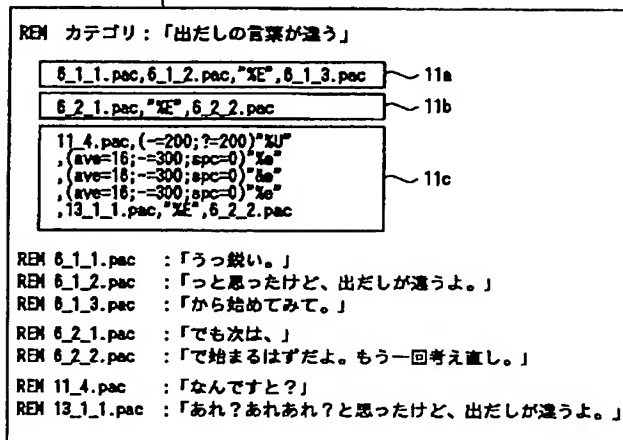 REM カテゴリ:「出だしの言葉が違う」
6_1_1.pac,6_1_2.pac,"%E",6_1_3.pac
11a
6_2_1.pac,"%E",6_2_2.pac
11b
11_4.pac,(-=200;?=200)"%U"
,(ave=16;-=300;spc=0)"%e"
,(ave=18;-=300;spc=0)"&e"
,(ave=16;-=300;spc=0)"%e"
,13_1_1.pac,"%E",6_2_2.pac
11c
REM 6_1_1.pac :「うっ鋭い。」
REM 6_1_2.pac :「っと思ったけど、出だしが違うよ。」
REM 6_1_3.pac :「から始めてみて。」
REM 6_2_1.pac :「でも次は、」
REM 6_2_2.pac :「で始まるはずだよ。もう一回考え直し。」
REM 11_4.pac :「なんですと?」
REM 13_1_1.pac :「あれ?あれあれ?と思ったけど、出だしが違うよ。」